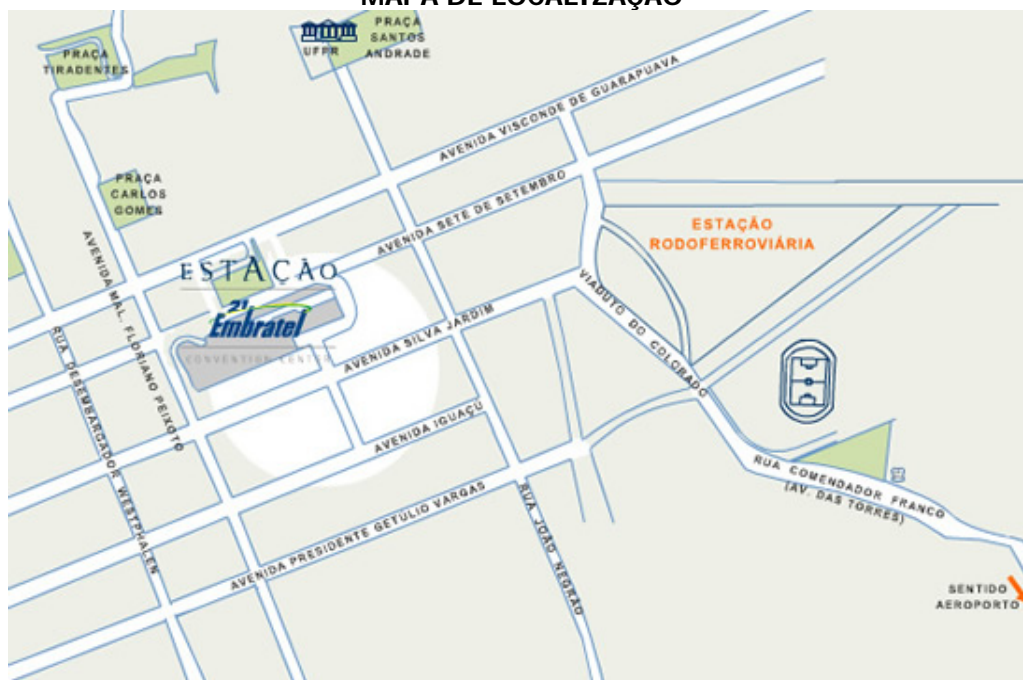 MAPA DE LOCALIZAÇÃO
PRAÇA
TIRADENTES
UFPR
PRAÇA
SANTOS
ANDRADE
AVENIDA VISCONDE DE GUARAPUAVA
PRAÇA
CARLOS
GOMES
AVENIDA SETE DE SETEMBRO
ESTAÇÃO
RODOFERROVIÁRIA
AVENIDA MAL. FLORIANO PEIXOTO
ESTAÇÃO
21
Embratel
CONVENTION CENTER
VIADUTO DO COLORADO
AVENIDA SILVA JARDIM
RUA DESEMBARGADOR WESTPHALEN
AVENIDA IGUAÇÚ
RUA COMENDADOR FRANCO
(AV. DAS TORRES)
AVENIDA PRESIDENTE GETÚLIO VARGAS
RUA JOÃO NEGRÃO
SENTIDO
AEROPORTO